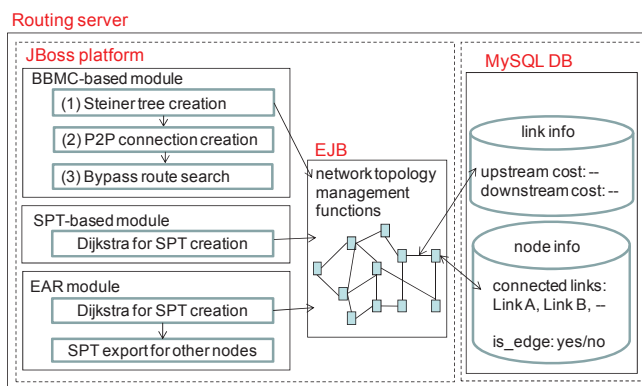 Routing server
JBoss platform
BBMC-based module
(1) Steiner tree creation
(2) P2P connection creation
(3) Bypass route search
SPT-based module
Dijkstra for SPT creation
EAR module
Dijkstra for SPT creation
SPT export for other nodes
EJB
network topology
management
functions
MySQL DB
link info
upstream cost: --
downstream cost: --
node info
connected links:
Link A, Link B, --
is_edge: yes/no